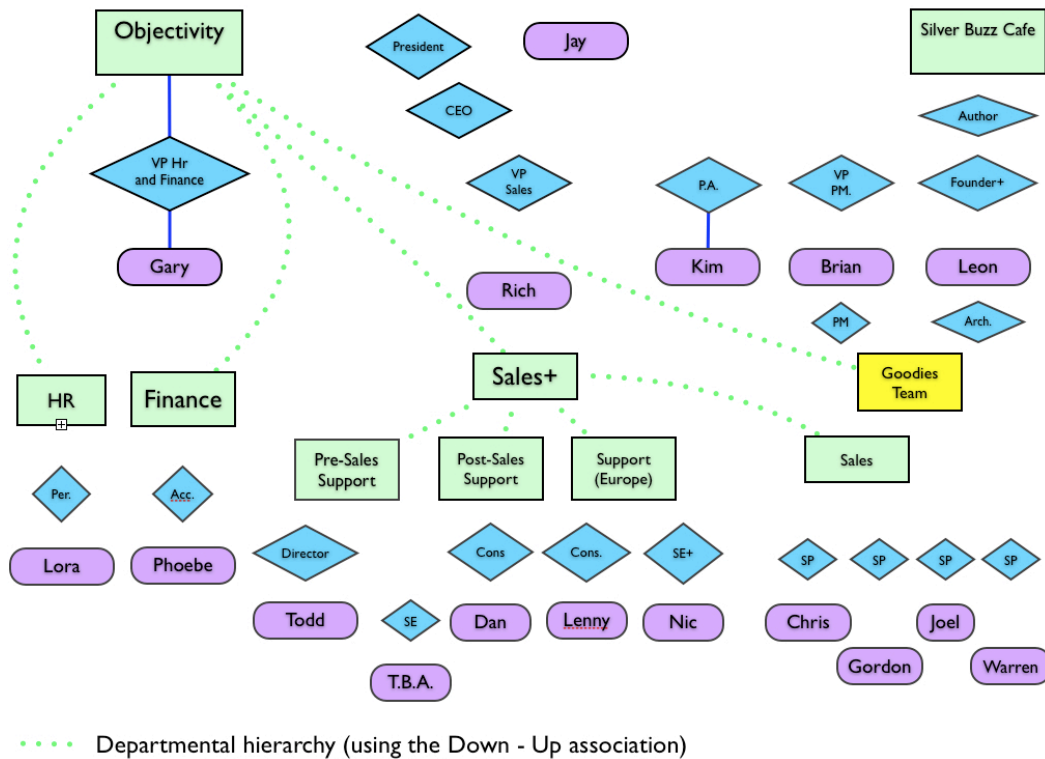 Objectivity
President
Jay
Silver Buzz Cafe
CEO
Author
VP Hr
and Finance
VP
Sales
P.A.
VP
PM.
Founder+
Gary
Kim
Brian
Leon
Rich
PM
Arch.
HR
Finance
Sales+
Goodies
Team
Pre-Sales
Support
Post-Sales
Support
Support
(Europe)
Sales
Per.
Acc.
Director
Cons
Cons.
SE+
SP
SP
SP
SP
Lora
Phoebe
Todd
SE
Dan
Lenny
Nic
Chris
Joel
Gordon
Warren
T.B.A.
Departmental hierarchy (using the Down - Up association)